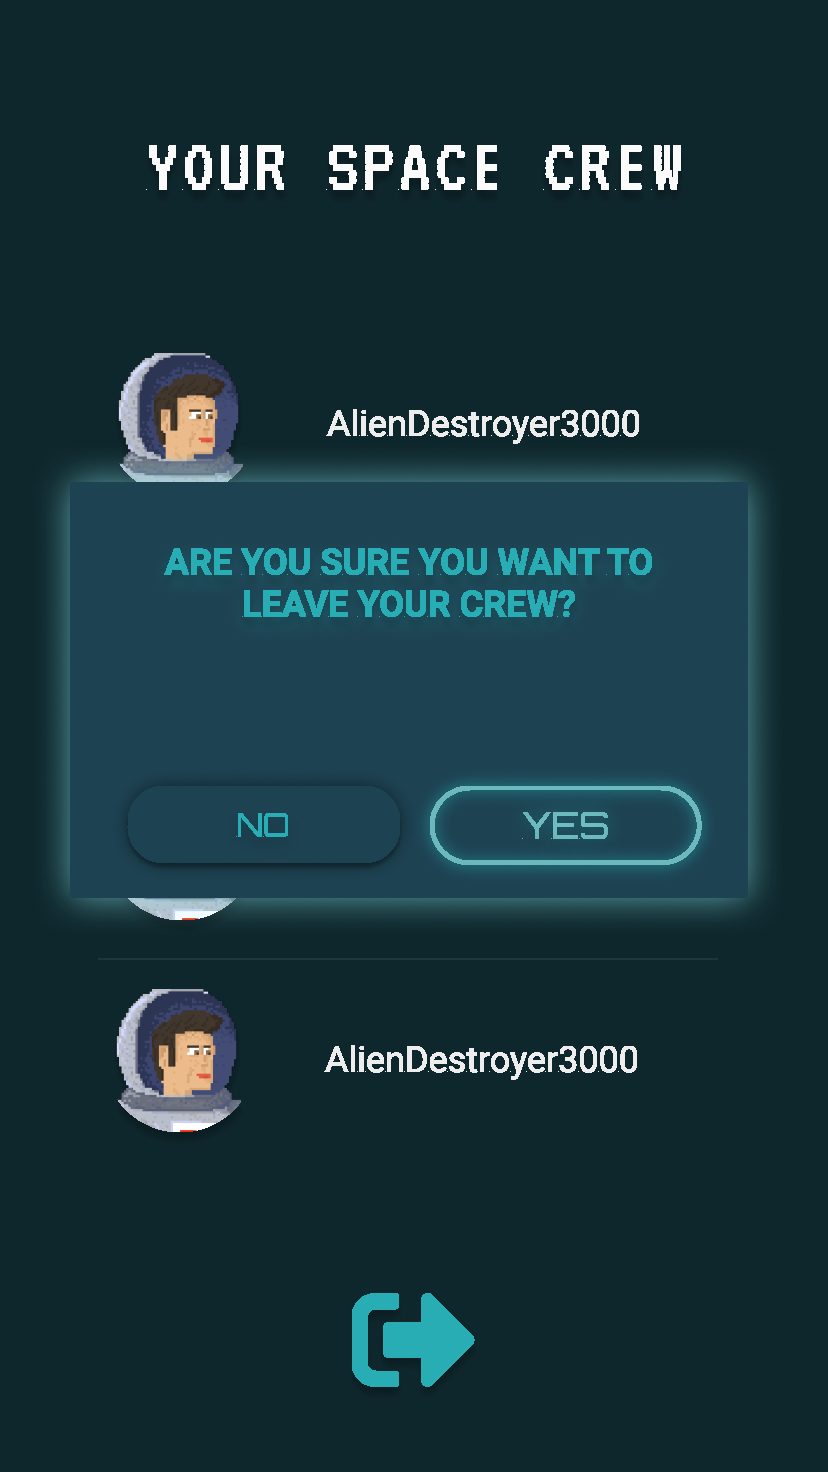 YOUR SPACE CREW
AlienDestroyer3000
ARE YOU SURE YOU WANT TO
LEAVE YOUR CREW?
NO
YES
AlienDestroyer3000